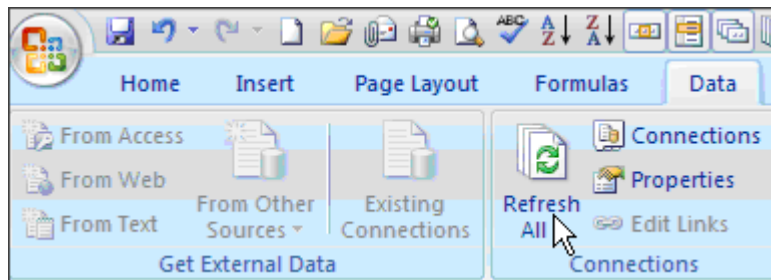 ABC
A
Z
Z
A
Home Insert Page Layout Formulas Data
From Access
From Web
From Text
From Other
Sources
Existing
Connections
Get External Data
Refresh
All
Connections
Properties
Edit Links
Connections